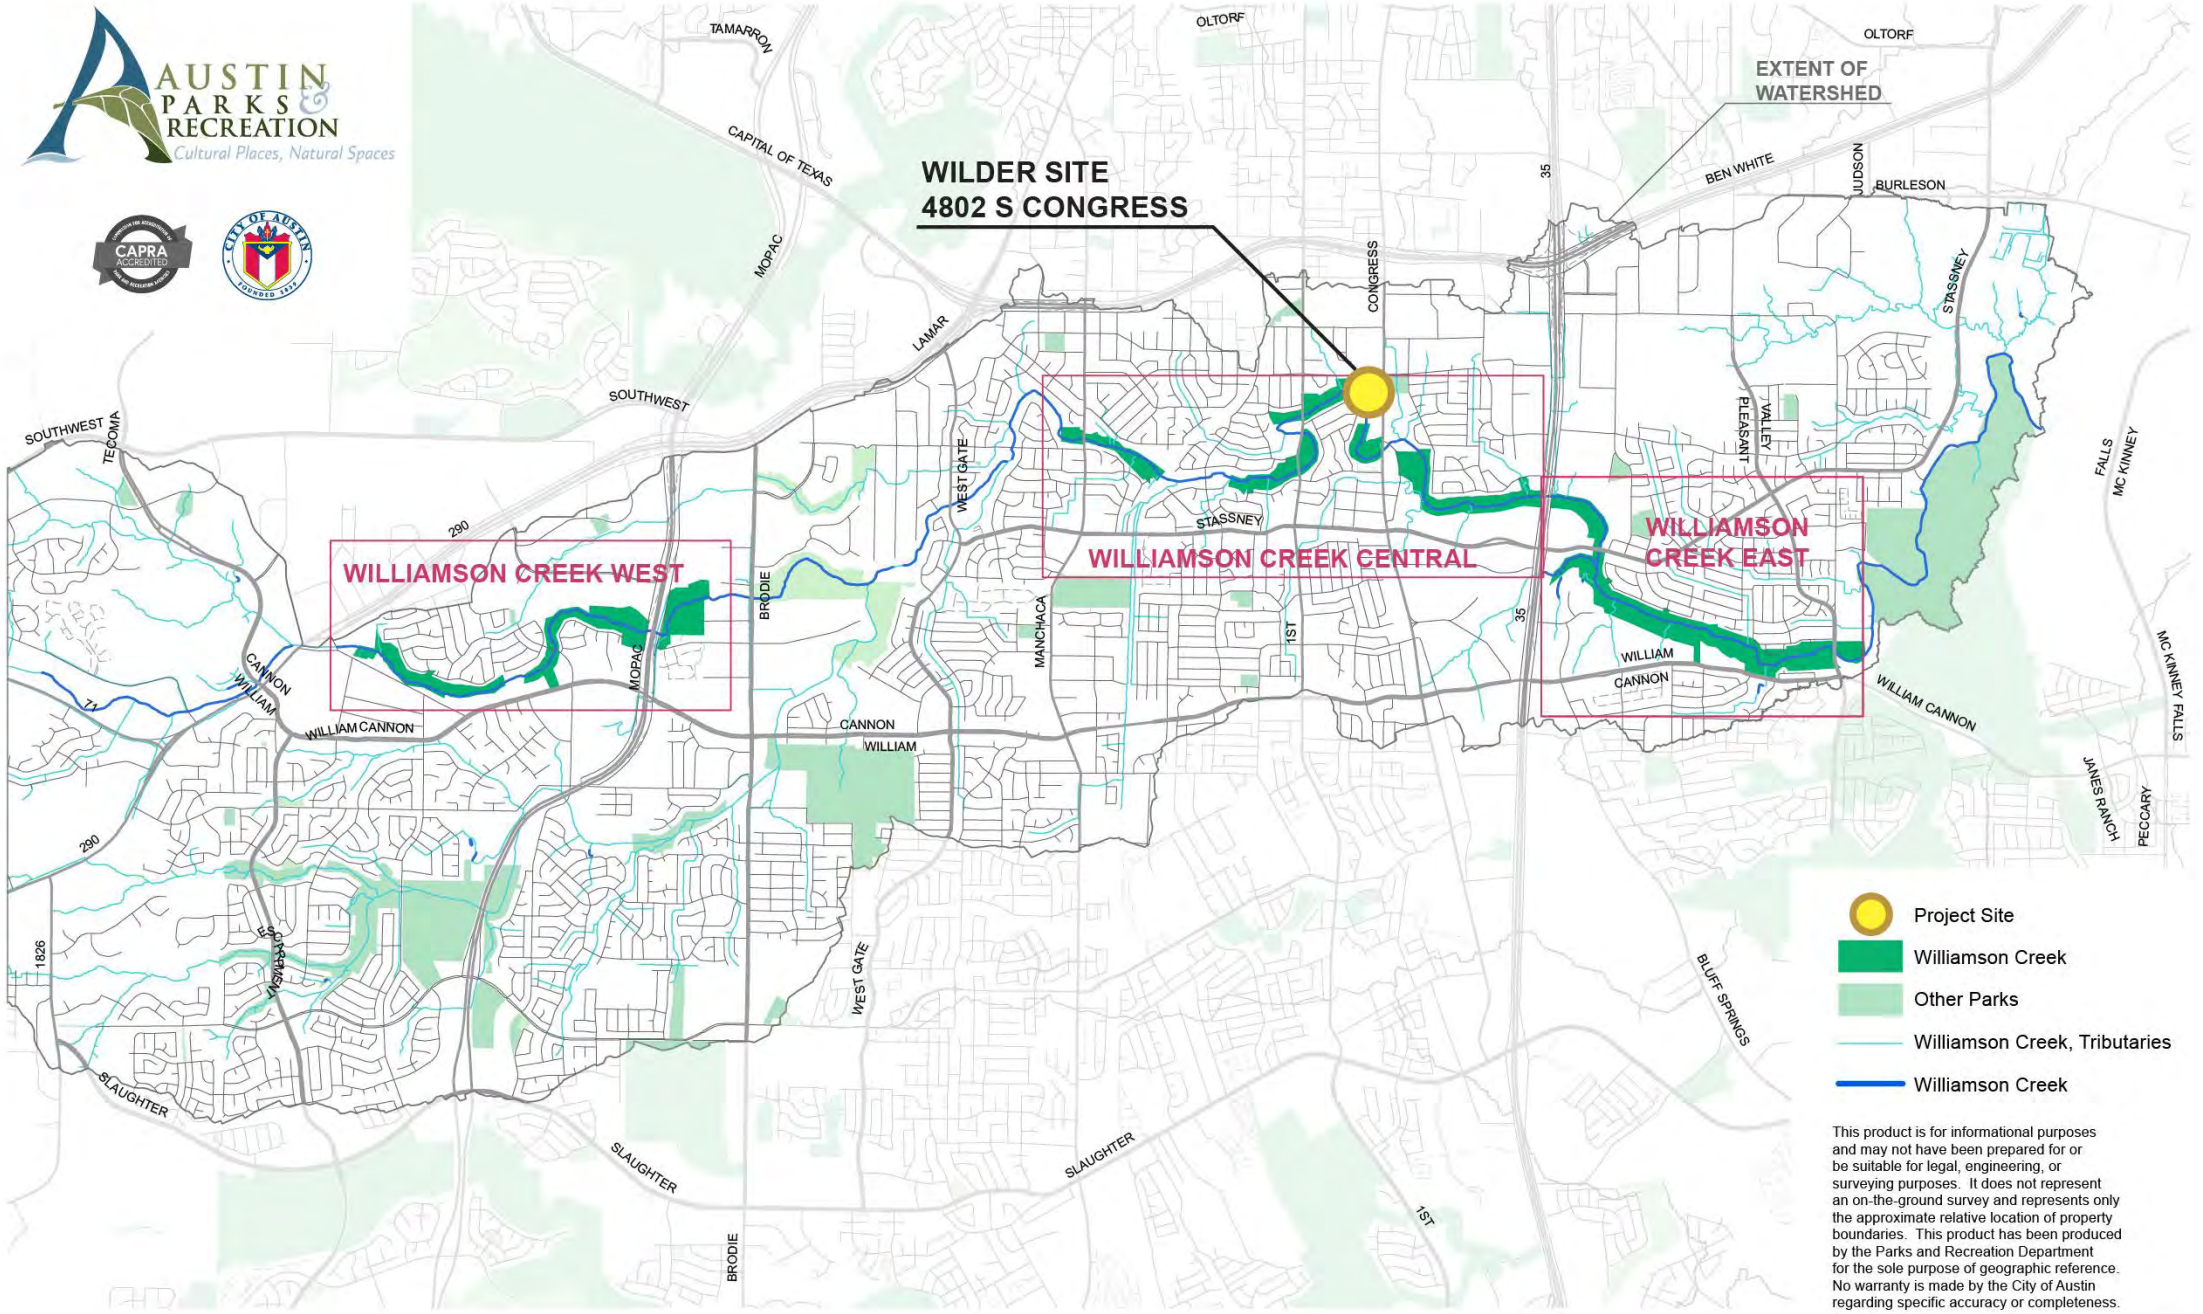 AUSTIN
PARKS &
RECREATION
Cultural Places, Natural Spaces
CAPRA
ACCREDITED
CITY OF AUSTIN
FOUNDED 1839
TAMARRON
OLTORF
OLTORF
EXTENT OF
WATERSHED
CAPITAL OF TEXAS
WILDER SITE
4802 S CONGRESS
35
BEN WHITE
JUDSON
BURLESON
MOPAC
CONGRESS
STASSNEY
LAMAR
SOUTHWEST
SOUTHWEST
TECOMA
WEST GATE
PLEASANT
VALLEY
FALLS
MC KINNEY
290
STASSNEY
WILLIAMSON
CREEK EAST
WILLIAMSON CREEK CENTRAL
WILLIAMSON CREEK WEST
BRODIE
MANCHACA
1ST
35
MOPAC
WILLIAM
CANNON
CANNON
WILLIAM
71
WILLIAM CANNON
CANNON
WILLIAM
WILLIAM CANNON
MC KINNEY FALLS
JANES RANCH
PECCARY
290
1826
ESCARPMENT
WEST GATE
BLUFF SPRINGS
SLAUGHTER
SLAUGHTER
SLAUGHTER
1ST
BRODIE
Project Site
Williamson Creek
Other Parks
Williamson Creek, Tributaries
Williamson Creek
This product is for informational purposes
and may not have been prepared for or
be suitable for legal, engineering, or
surveying purposes. It does not represent
an on-the-ground survey and represents only
the approximate relative location of property
boundaries. This product has been produced
by the Parks and Recreation Department
for the sole purpose of geographic reference.
No warranty is made by the City of Austin
regarding specific accuracy or completeness.